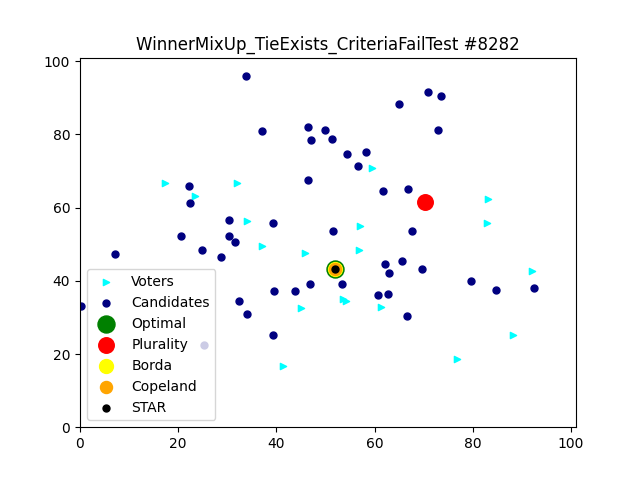 WinnerMixUp_TieExists_CriteriaFailTest #8282
100
80
60
40
20
0
Voters
Candidates
Optimal
Plurality
Borda
Copeland
STAR
0 20 40 60 80 100